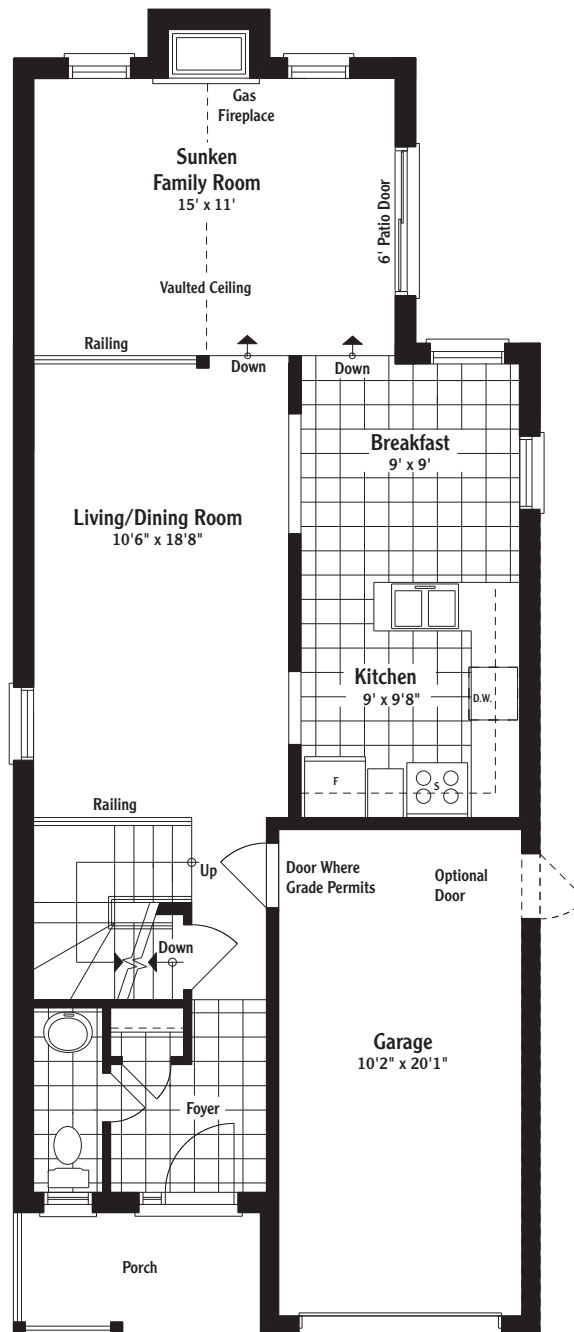 Gas
Fireplace
Sunken
Family Room
15' x 11'
6' Patio Door
Vaulted Ceiling
Railing
Down
Down
Breakfast
9' x 9'
Living/Dining Room
10'6" x 18'8"
Kitchen
9' x 9'8"
D.W.
F
S
Railing
Up
Door Where
Grade Permits
Optional
Door
Down
Garage
10'2" x 20'1"
Foyer
Porch